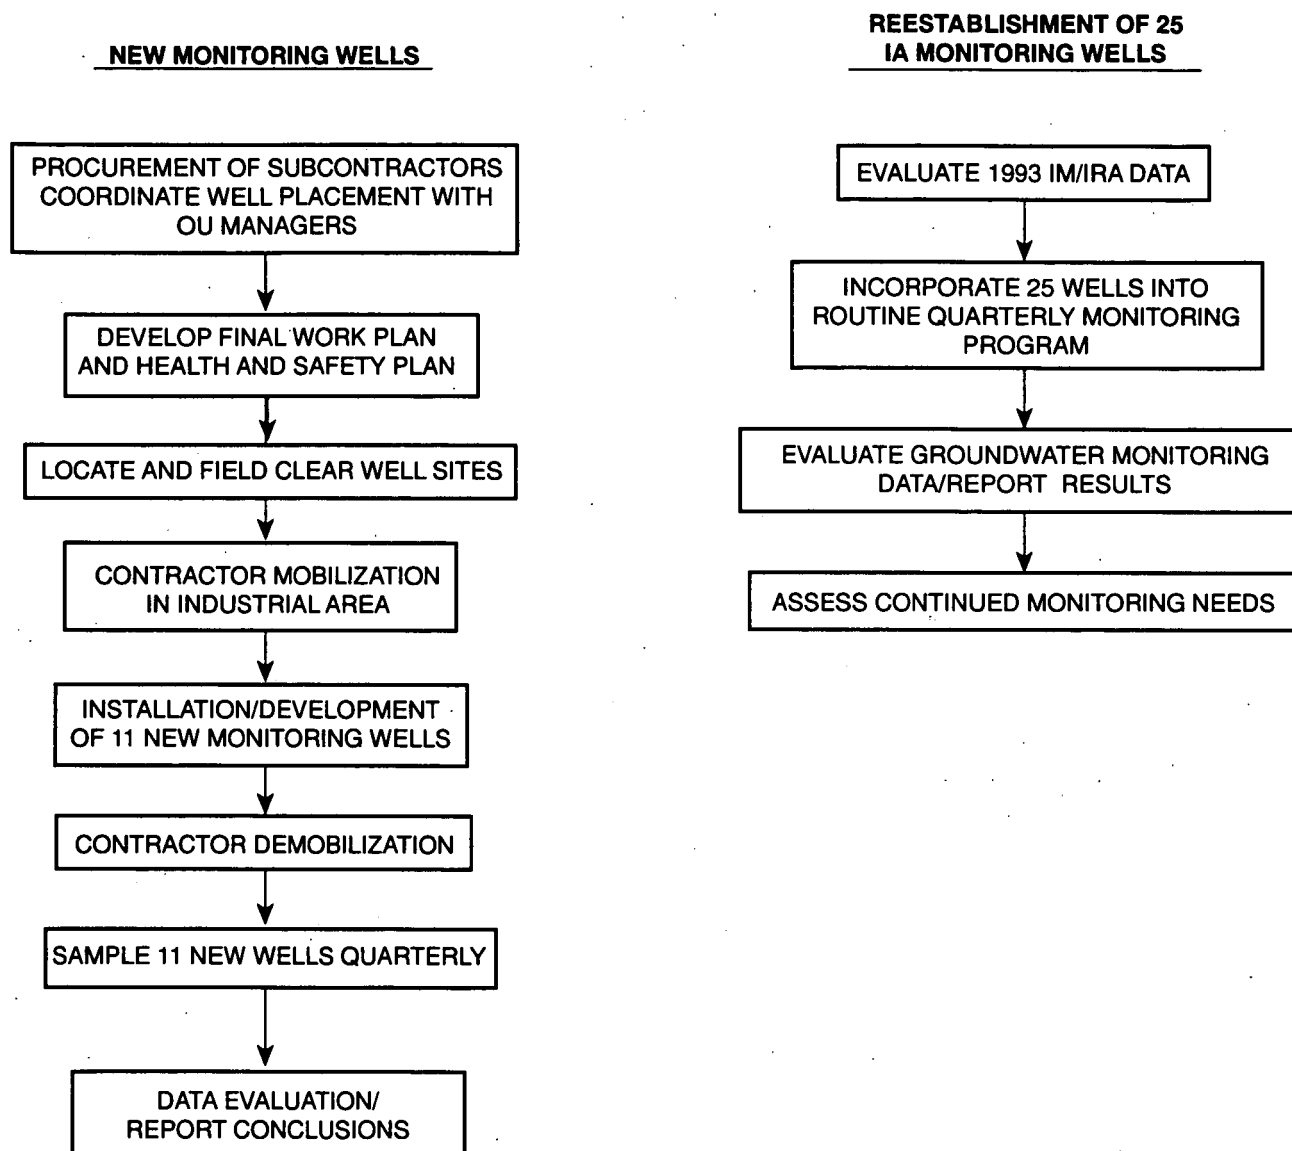 NEW MONITORING WELLS
PROCUREMENT OF SUBCONTRACTORS
COORDINATE WELL PLACEMENT WITH
OU MANAGERS
DEVELOP FINAL WORK PLAN
AND HEALTH AND SAFETY PLAN
LOCATE AND FIELD CLEAR WELL SITES
CONTRACTOR MOBILIZATION
IN INDUSTRIAL AREA
INSTALLATION/DEVELOPMENT
OF 11 NEW MONITORING WELLS
CONTRACTOR DEMOBILIZATION
SAMPLE 11 NEW WELLS QUARTERLY
DATA EVALUATION/
REPORT CONCLUSIONS
REESTABLISHMENT OF 25
IA MONITORING WELLS
EVALUATE 1993 IM/IRA DATA
INCORPORATE 25 WELLS INTO
ROUTINE QUARTERLY MONITORING
PROGRAM
EVALUATE GROUNDWATER MONITORING
DATA/REPORT RESULTS
ASSESS CONTINUED MONITORING NEEDS